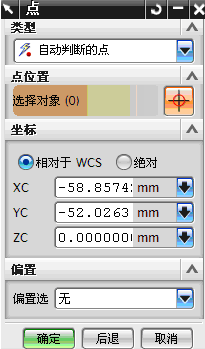 点
类型
自动判断的点
点位置
选择对象 (0)
坐标
相对于 WCS 绝对
XC -58.8574 mm
YC -52.0263 mm
ZC 0.000000 mm
偏置
偏置选 无
确定 后退 取消